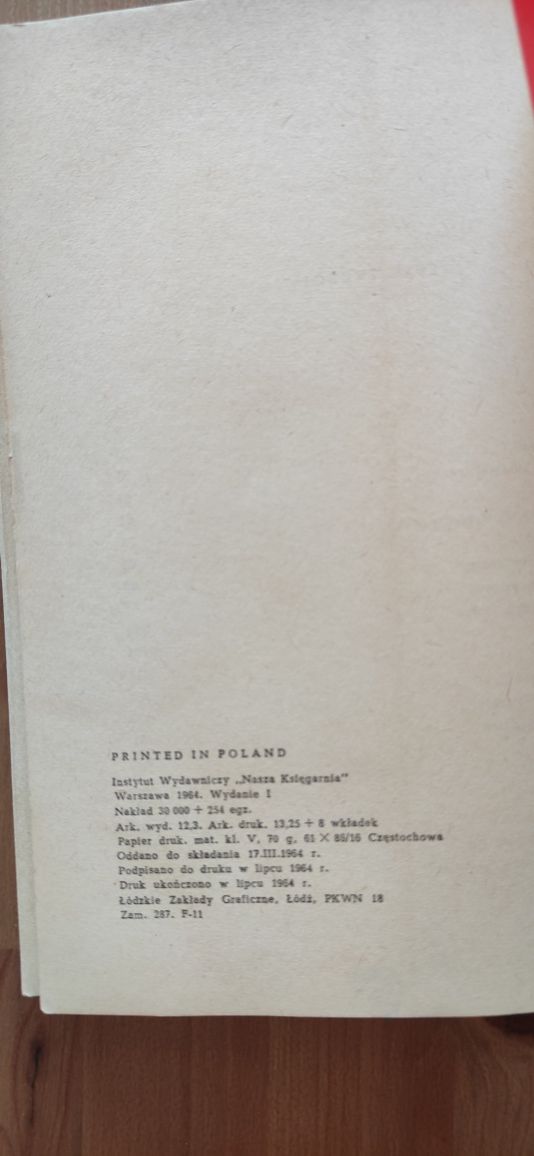 PRINTED IN POLAND
Instytut Wydawniczy „Nasza Księgarnia"
Warszawa 1964. Wydanie I
Nakład 30 000 + 254 egz.
Ark. wyd. 12,3. Ark. druk. 13,25 + 8 wkładek
Papier druk. mat. kl. V, 70 g, 61 × 86/16 Częstochowa
Oddano do składania 17.III.1964 r.
Podpisano do druku w lipcu 1964 r.
Druk ukończono w lipcu 1964 r.
Łódzkie Zakłady Graficzne, Łódź, PKWN 18
Zam. 287. F-11